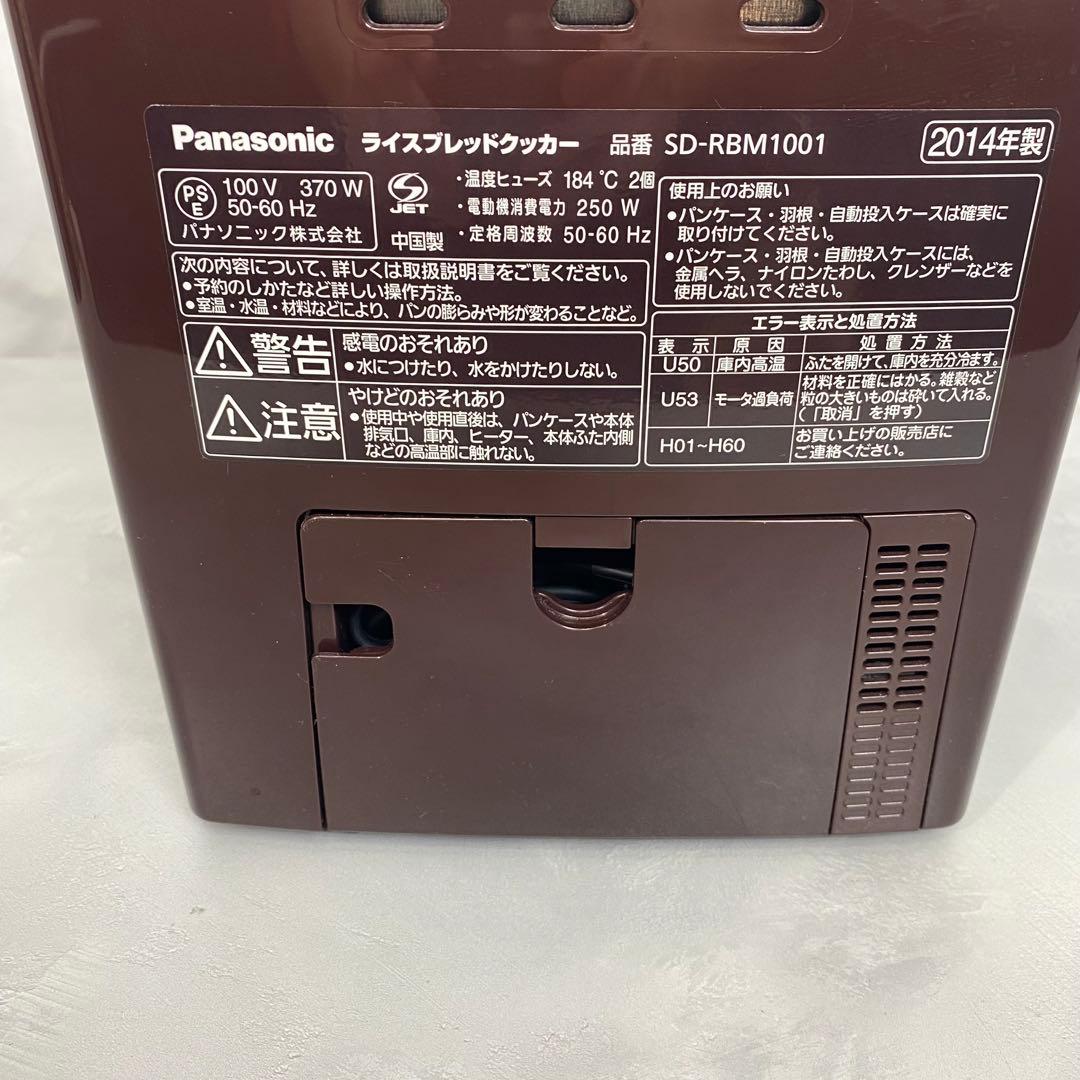 Panasonic ライスブレッドクッカー 品番 SD-RBM1001 2014年製
PS E 100 V 370 W
50-60 Hz
パナソニック株式会社
S JET
中国製
・温度ヒューズ 184℃ 2個
・電動機消費電力 250 W
・定格周波数 50-60 Hz
次の内容について、詳しくは取扱説明書をご覧ください。
●予約のしかたなど詳しい操作方法。
●室温・水温・材料などにより、パンの膨らみや形が変わることなど。
警告 感電のおそれあり
●水につけたり、水をかけたりしない。
注意 やけどのおそれあり
●使用中や使用直後は、パンケースや本体
排気口、庫内、ヒーター、本体ふた内側
などの高温部に触れない。
使用上のお願い
●パンケース・羽根・自動投入ケースは確実に
取り付けてください。
●パンケース・羽根・自動投入ケースには、
金属ヘラ、ナイロンたわし、クレンザーなどを
使用しないでください。
エラー表示と処置方法
表示 原因 処置方法
U50 庫内高温 ふたを開けて、庫内を充分冷ます。
U53 モータ過負荷 材料を正確にはかる。雑穀など
粒の大きいものは砕いて入れる。
(「取消」を押す)
H01~H60 お買い上げの販売店に
ご連絡ください。